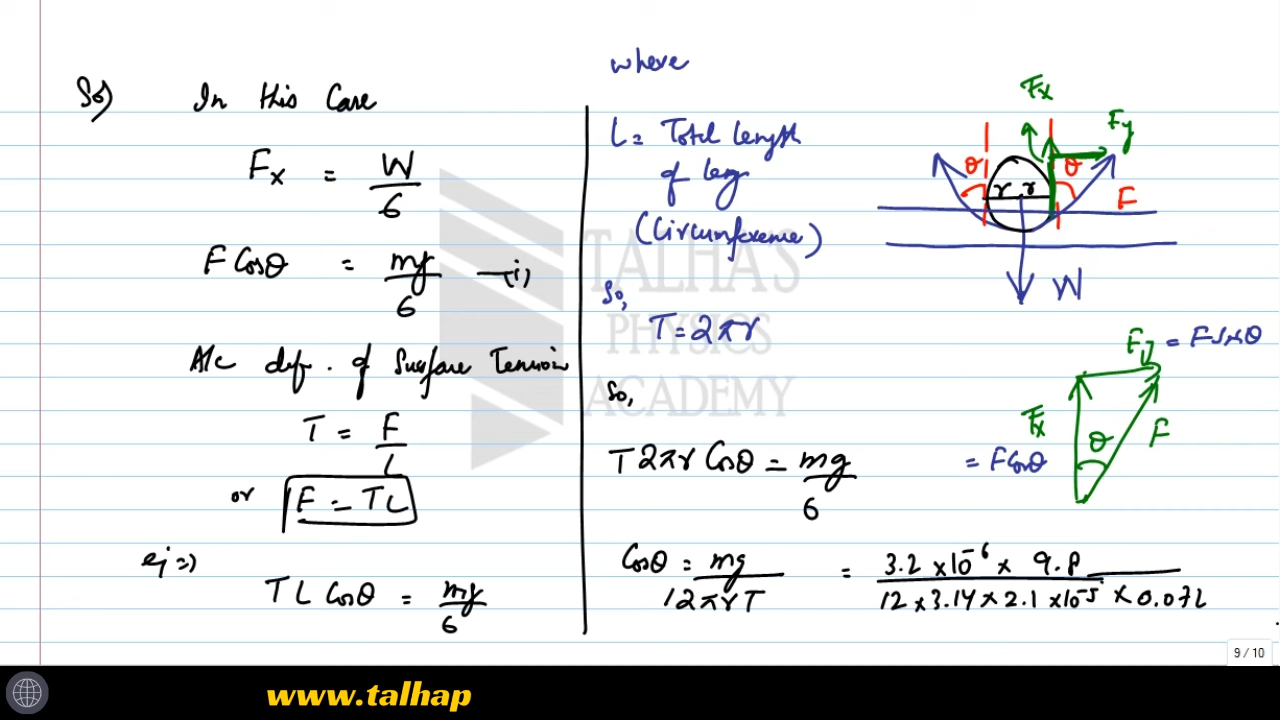 So) In this Case
Fx = W/6
F Cosθ = mg/6 —i)
A/c def. of Surface Tension
T = F/L
or F = TL
eq i =>
TL Cosθ = mg/6
where
L = Total length
of leg
(Circumference)
So,
T = 2πr
So,
T 2πr Cosθ = mg/6
Cosθ = mg/12πrT = 3.2 ×10⁻⁶ × 9.8/12 × 3.14 × 2.1 ×10⁻⁵ × 0.072
Fx
Fy
θ
θ
r r
F
W
Fy = F Sinθ
Fx
θ
F
= F Cosθ
TALHA'S
PHYSICS
ACADEMY
9 / 10
www.talhap